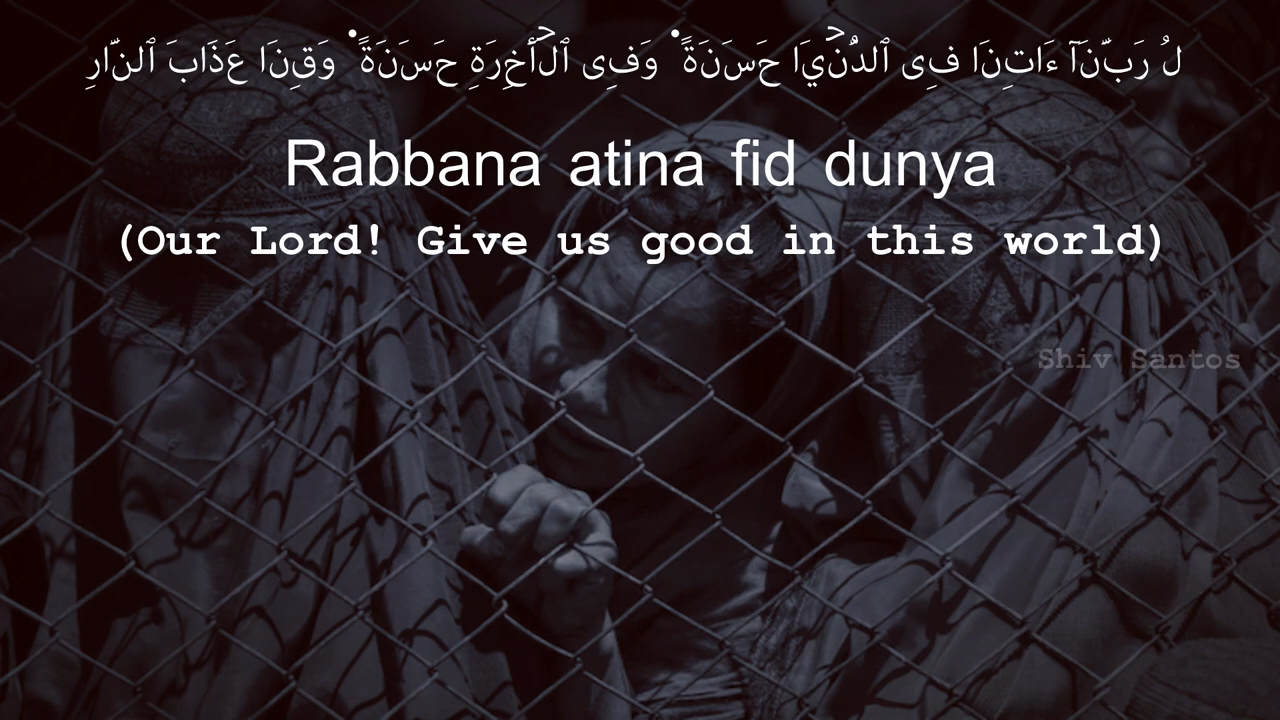 لُ رَبَّنَآ ءَاتِنَا فِى ٱلدُّنْيَا حَسَنَةً ۖ وَفِى ٱلْأَخِرَةِ حَسَنَةً ۖ وَقِنَا عَذَابَ ٱلنَّارِ
Rabbana atina fid dunya
(Our Lord! Give us good in this world)
Shiv Santos